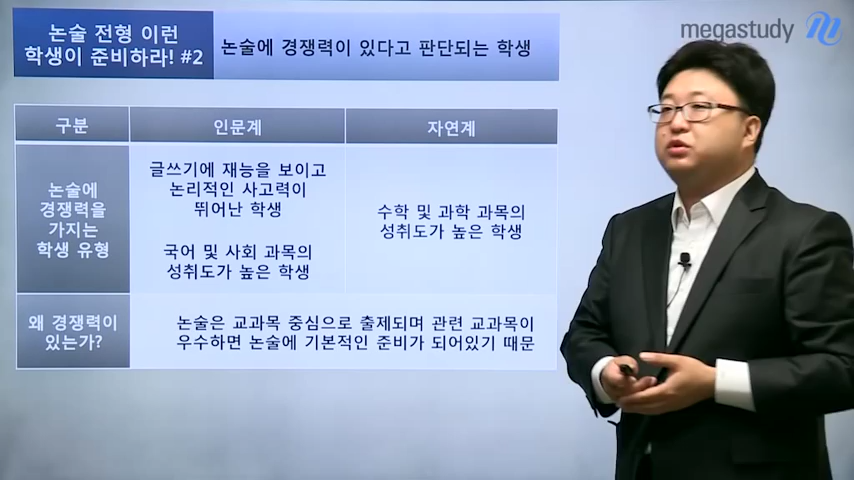 논술 전형 이런
학생이 준비하라! #2
논술에 경쟁력이 있다고 판단되는 학생
megastudy
구분
인문계
자연계
논술에
경쟁력을
가지는
학생 유형
글쓰기에 재능을 보이고
논리적인 사고력이
뛰어난 학생
국어 및 사회 과목의
성취도가 높은 학생
수학 및 과학 과목의
성취도가 높은 학생
왜 경쟁력이
있는가?
논술은 교과목 중심으로 출제되며 관련 교과목이
우수하면 논술에 기본적인 준비가 되어있기 때문